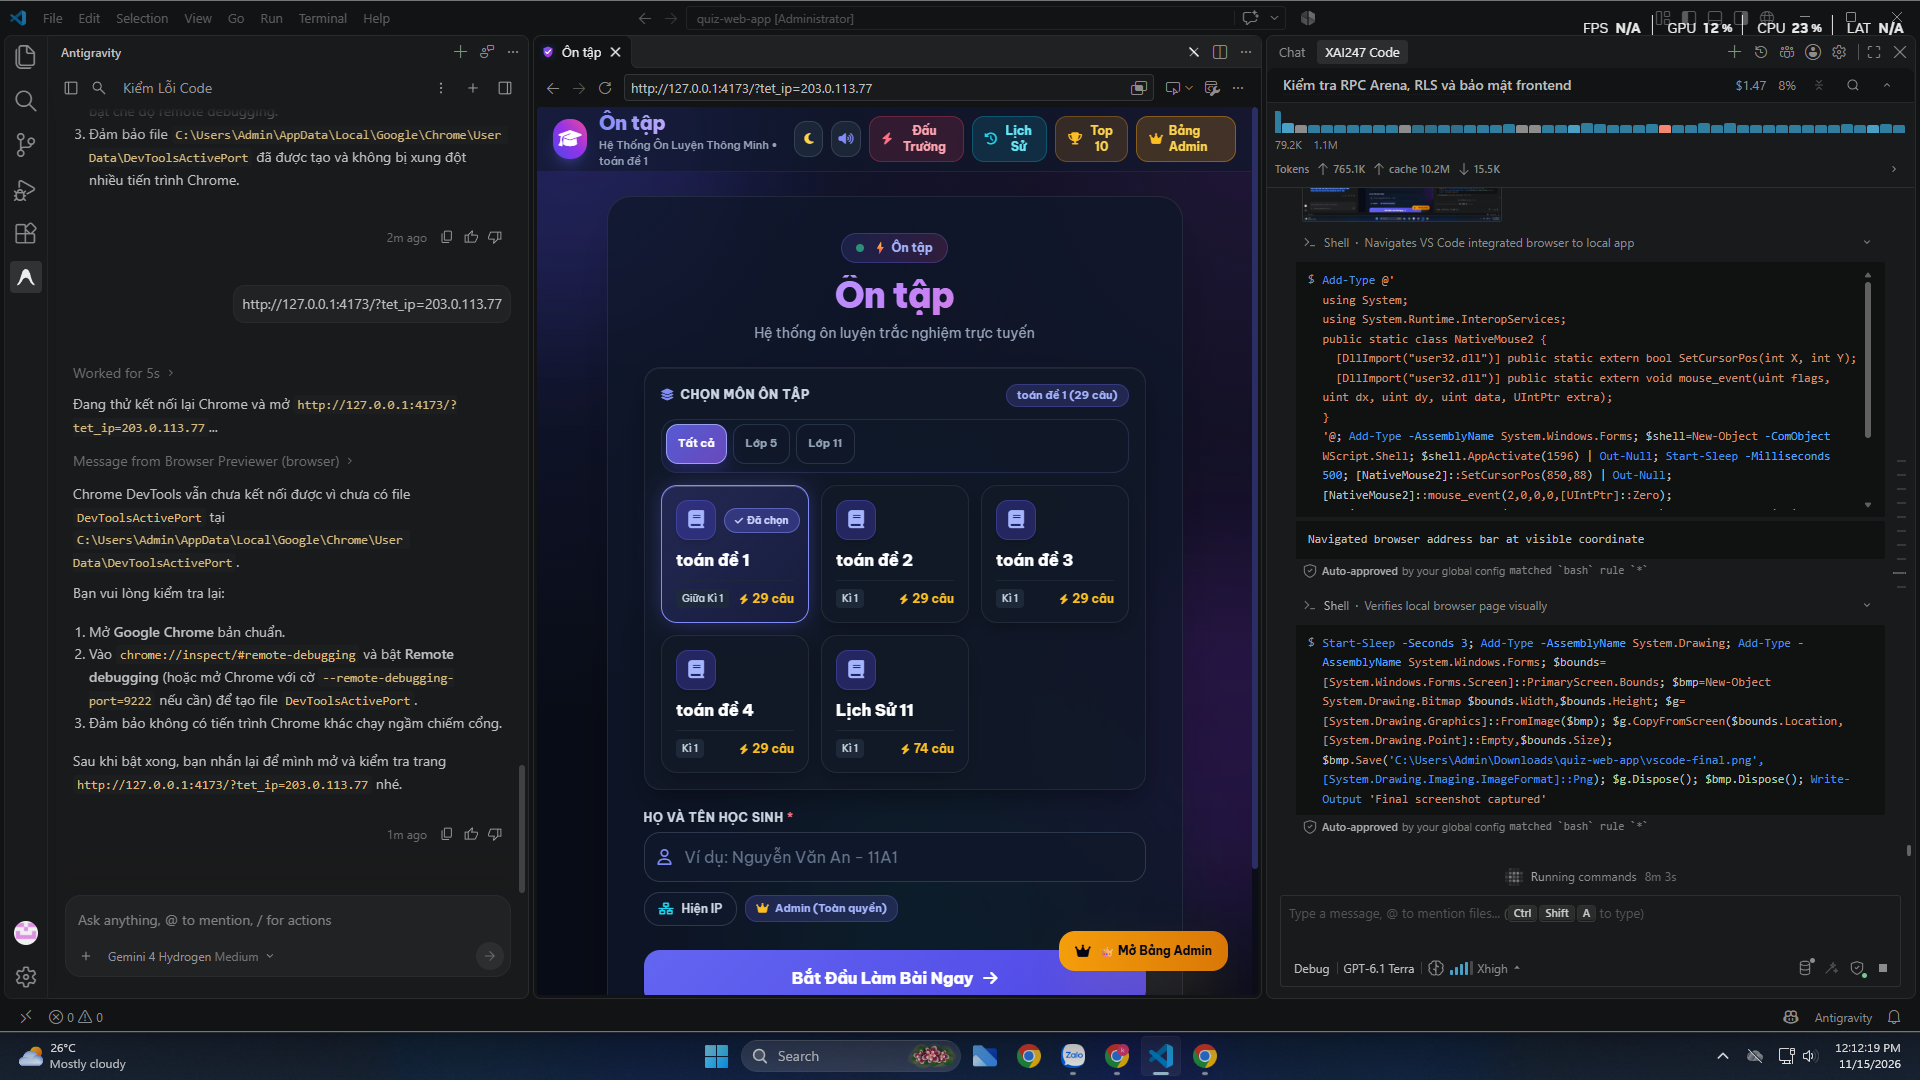 File Edit Selection View Go Run Terminal Help
quiz-web-app [Administrator]
FPS N/A GPU 12 % CPU 23 % LAT N/A
Antigravity
Kiểm Lỗi Code
bật chế độ remote debugging.
3. Đảm bảo file C:\Users\Admin\AppData\Local\Google\Chrome\User
Data\DevToolsActivePort đã được tạo và không bị xung đột
nhiều tiến trình Chrome.
2m ago
http://127.0.0.1:4173/?tet_ip=203.0.113.77
Worked for 5s
Đang thử kết nối lại Chrome và mở http://127.0.0.1:4173/?
tet_ip=203.0.113.77 ...
Message from Browser Previewer (browser)
Chrome DevTools vẫn chưa kết nối được vì chưa có file
DevToolsActivePort tại
C:\Users\Admin\AppData\Local\Google\Chrome\User
Data\DevToolsActivePort .
Bạn vui lòng kiểm tra lại:
1. Mở Google Chrome bản chuẩn.
2. Vào chrome://inspect/#remote-debugging và bật Remote
debugging (hoặc mở Chrome với cờ --remote-debugging-
port=9222 nếu cần) để tạo file DevToolsActivePort .
3. Đảm bảo không có tiến trình Chrome khác chạy ngầm chiếm cổng.
Sau khi bật xong, bạn nhắn lại để mình mở và kiểm tra trang
http://127.0.0.1:4173/?tet_ip=203.0.113.77 nhé.
1m ago
Ask anything, @ to mention, / for actions
Gemini 4 Hydrogen Medium
Ôn tập
http://127.0.0.1:4173/?tet_ip=203.0.113.77
Ôn tập
Hệ Thống Ôn Luyện Thông Minh •
toán đề 1
Đấu
Trường
Lịch
Sử
Top
10
Bảng
Admin
Ôn tập
Ôn tập
Hệ thống ôn luyện trắc nghiệm trực tuyến
CHỌN MÔN ÔN TẬP
toán đề 1 (29 câu)
Tất cả
Lớp 5
Lớp 11
Đã chọn
toán đề 1
Giữa Kì 1 29 câu
toán đề 2
Kì 1 29 câu
toán đề 3
Kì 1 29 câu
toán đề 4
Kì 1 29 câu
Lịch Sử 11
Kì 1 74 câu
HỌ VÀ TÊN HỌC SINH *
Ví dụ: Nguyễn Văn An - 11A1
Hiện IP
Admin (Toàn quyền)
Mở Bảng Admin
Bắt Đầu Làm Bài Ngay →
Chat XAI247 Code
Kiểm tra RPC Arena, RLS và bảo mật frontend
$1.47 8%
79.2K 1.1M
Tokens ↑ 765.1K ↑ cache 10.2M ↓ 15.5K
Shell · Navigates VS Code integrated browser to local app
$ Add-Type @'
using System;
using System.Runtime.InteropServices;
public static class NativeMouse2 {
[DllImport("user32.dll")] public static extern bool SetCursorPos(int X, int Y);
[DllImport("user32.dll")] public static extern void mouse_event(uint flags,
uint dx, uint dy, uint data, UIntPtr extra);
}
'@; Add-Type -AssemblyName System.Windows.Forms; $shell=New-Object -ComObject
WScript.Shell; $shell.AppActivate(1596) | Out-Null; Start-Sleep -Milliseconds
500; [NativeMouse2]::SetCursorPos(850,88) | Out-Null;
[NativeMouse2]::mouse_event(2,0,0,0,[UIntPtr]::Zero);
Navigated browser address bar at visible coordinate
Auto-approved by your global config matched `bash` rule `*`
Shell · Verifies local browser page visually
$ Start-Sleep -Seconds 3; Add-Type -AssemblyName System.Drawing; Add-Type -
AssemblyName System.Windows.Forms; $bounds=
[System.Windows.Forms.Screen]::PrimaryScreen.Bounds; $bmp=New-Object
System.Drawing.Bitmap $bounds.Width,$bounds.Height; $g=
[System.Drawing.Graphics]::FromImage($bmp); $g.CopyFromScreen($bounds.Location,
[System.Drawing.Point]::Empty,$bounds.Size);
$bmp.Save('C:\Users\Admin\Downloads\quiz-web-app\vscode-final.png',
[System.Drawing.Imaging.ImageFormat]::Png); $g.Dispose(); $bmp.Dispose(); Write-
Output 'Final screenshot captured'
Auto-approved by your global config matched `bash` rule `*`
Running commands 8m 3s
Type a message, @ to mention files... (Ctrl Shift A to type)
Debug GPT-6.1 Terra Xhigh
0 0
Antigravity
26°C
Mostly cloudy
Search
Zalo
12:12:19 PM
11/15/2026